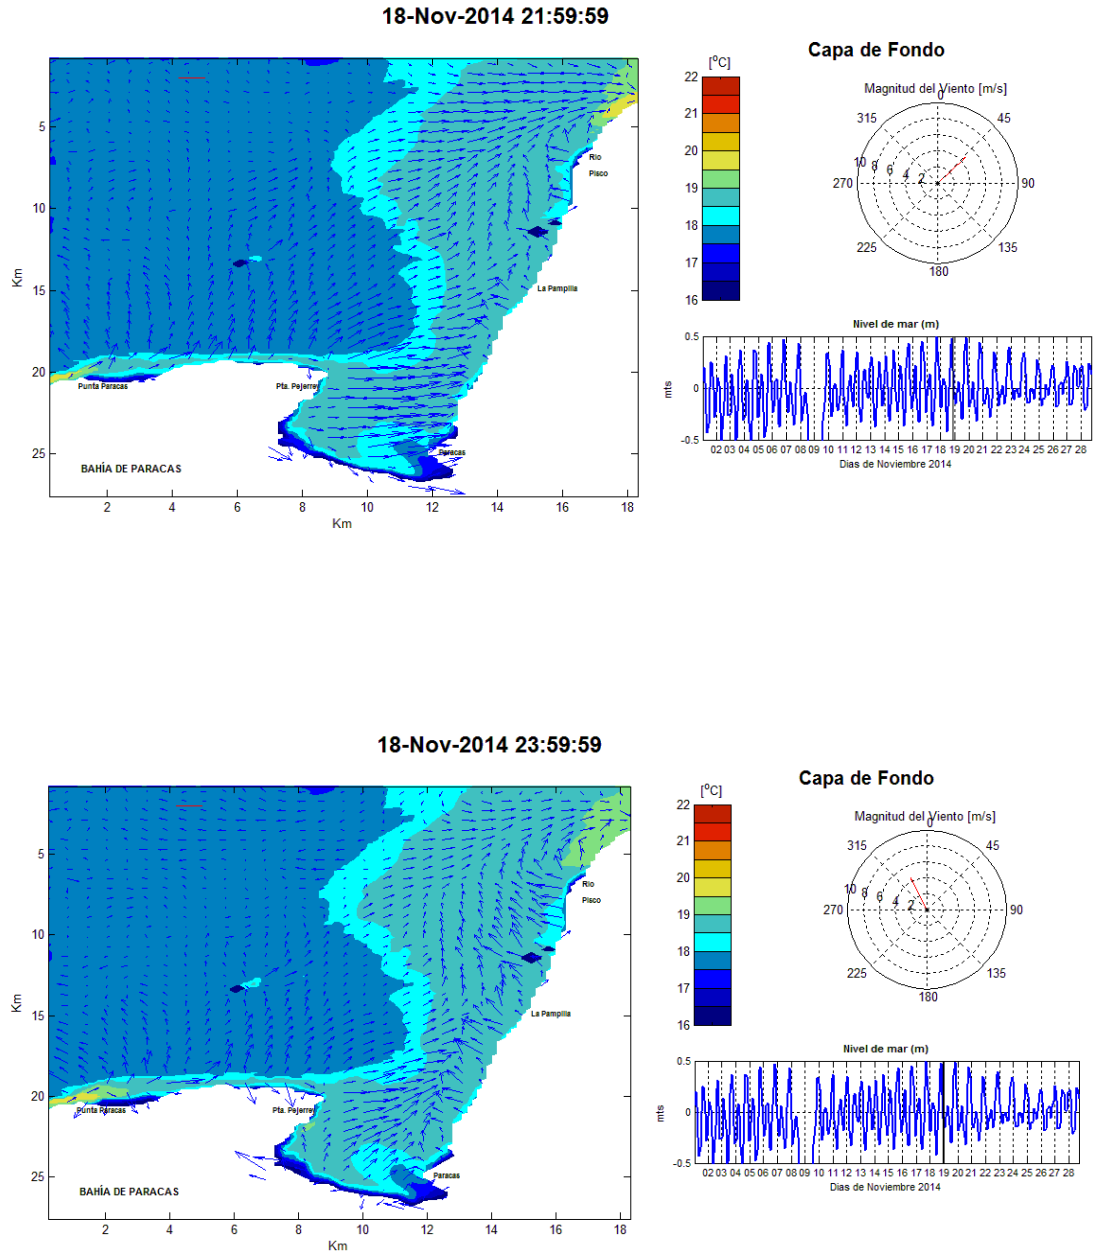 18-Nov-2014 21:59:59
Capa de Fondo
[°C]
22
21
20
19
18
17
16
Magnitud del Viento [m/s]
0
45
90
135
180
225
270
315
10 8 6 4 2
Km
5
10
15
20
25
Rio
Pisco
La Pampilla
Punta Paracas
Pta. Pejerrey
Paracas
BAHÍA DE PARACAS
2 4 6 8 10 12 14 16 18
Km
Nivel de mar (m)
mts
0.5
0
-0.5
02 03 04 05 06 07 08 09 10 11 12 13 14 15 16 17 18 19 20 21 22 23 24 25 26 27 28
Dias de Noviembre 2014
18-Nov-2014 23:59:59
Capa de Fondo
[°C]
22
21
20
19
18
17
16
Magnitud del Viento [m/s]
0
45
90
135
180
225
270
315
10 8 6 4 2
Km
5
10
15
20
25
Rio
Pisco
La Pampilla
Punta Paracas
Pta. Pejerrey
Paracas
BAHÍA DE PARACAS
2 4 6 8 10 12 14 16 18
Km
Nivel de mar (m)
mts
0.5
0
-0.5
02 03 04 05 06 07 08 09 10 11 12 13 14 15 16 17 18 19 20 21 22 23 24 25 26 27 28
Dias de Noviembre 2014